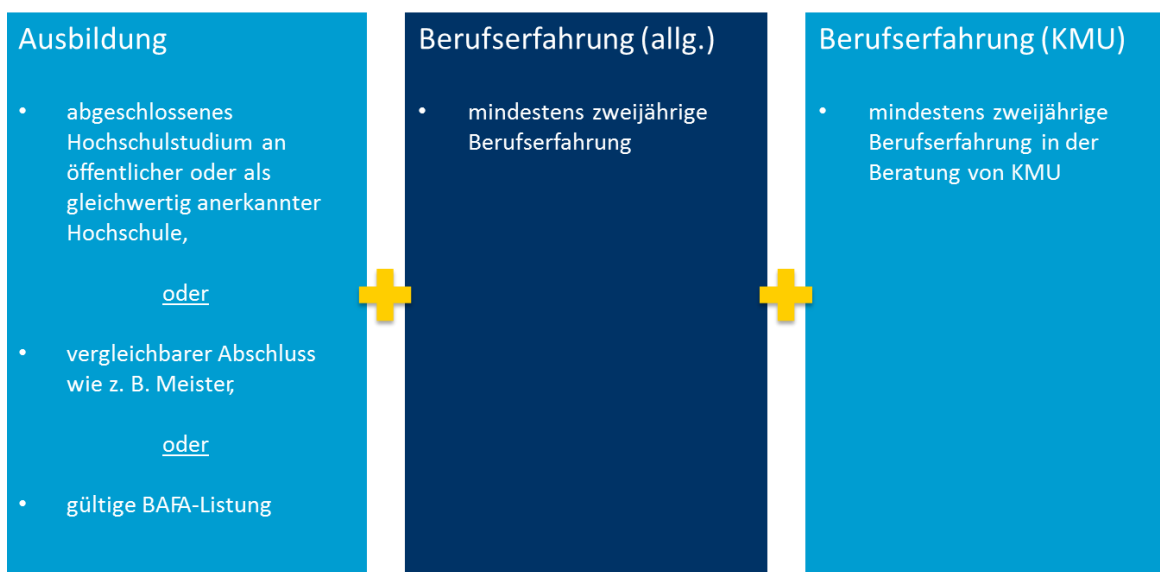 Ausbildung
• abgeschlossenes
Hochschulstudium an
öffentlicher oder als
gleichwertig anerkannter
Hochschule,
oder
• vergleichbarer Abschluss
wie z. B. Meister,
oder
• gültige BAFA-Listung
Berufserfahrung (allg.)
• mindestens zweijährige
Berufserfahrung
Berufserfahrung (KMU)
• mindestens zweijährige
Berufserfahrung in der
Beratung von KMU